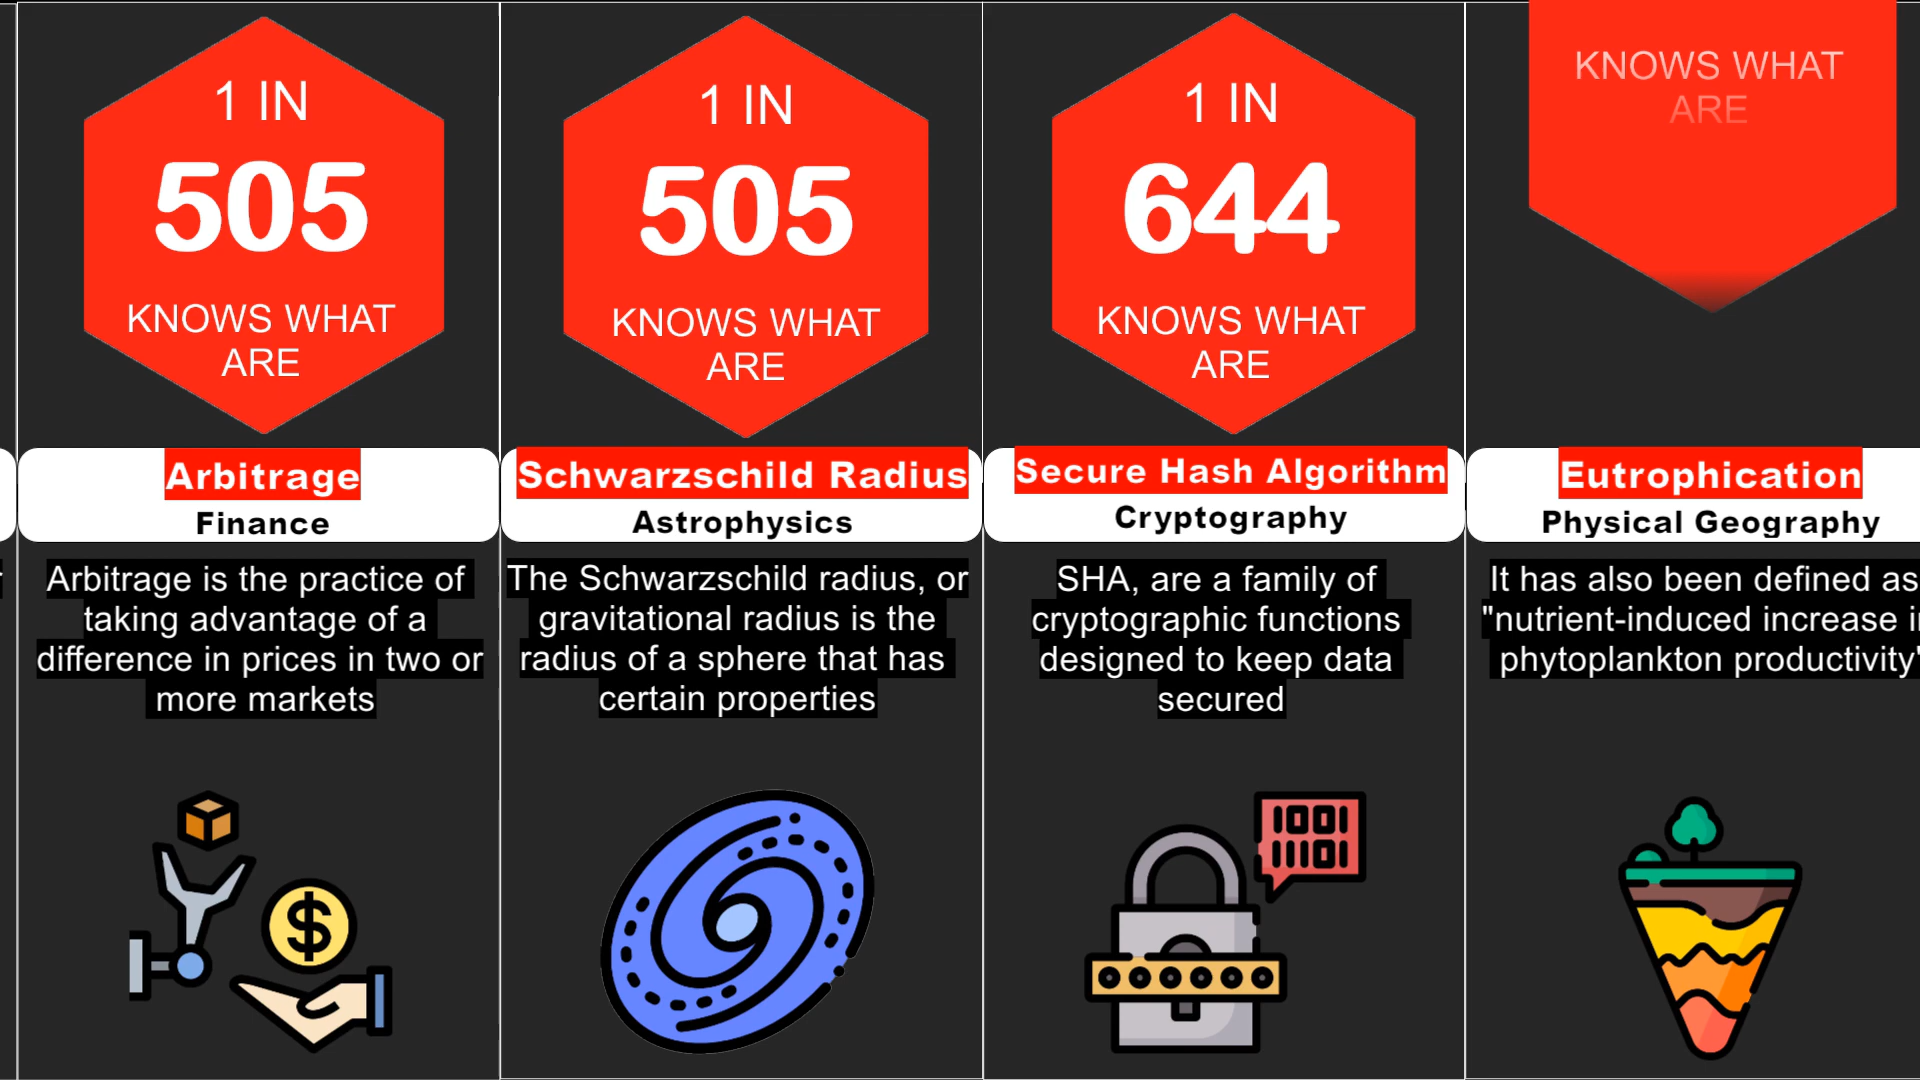 1 IN
505
KNOWS WHAT
ARE
Arbitrage
Finance
Arbitrage is the practice of
taking advantage of a
difference in prices in two or
more markets
1 IN
505
KNOWS WHAT
ARE
Schwarzschild Radius
Astrophysics
The Schwarzschild radius, or
gravitational radius is the
radius of a sphere that has
certain properties
1 IN
644
KNOWS WHAT
ARE
Secure Hash Algorithm
Cryptography
SHA, are a family of
cryptographic functions
designed to keep data
secured
1001
11101
KNOWS WHAT
ARE
Eutrophication
Physical Geography
It has also been defined as
"nutrient-induced increase
phytoplankton productivity"